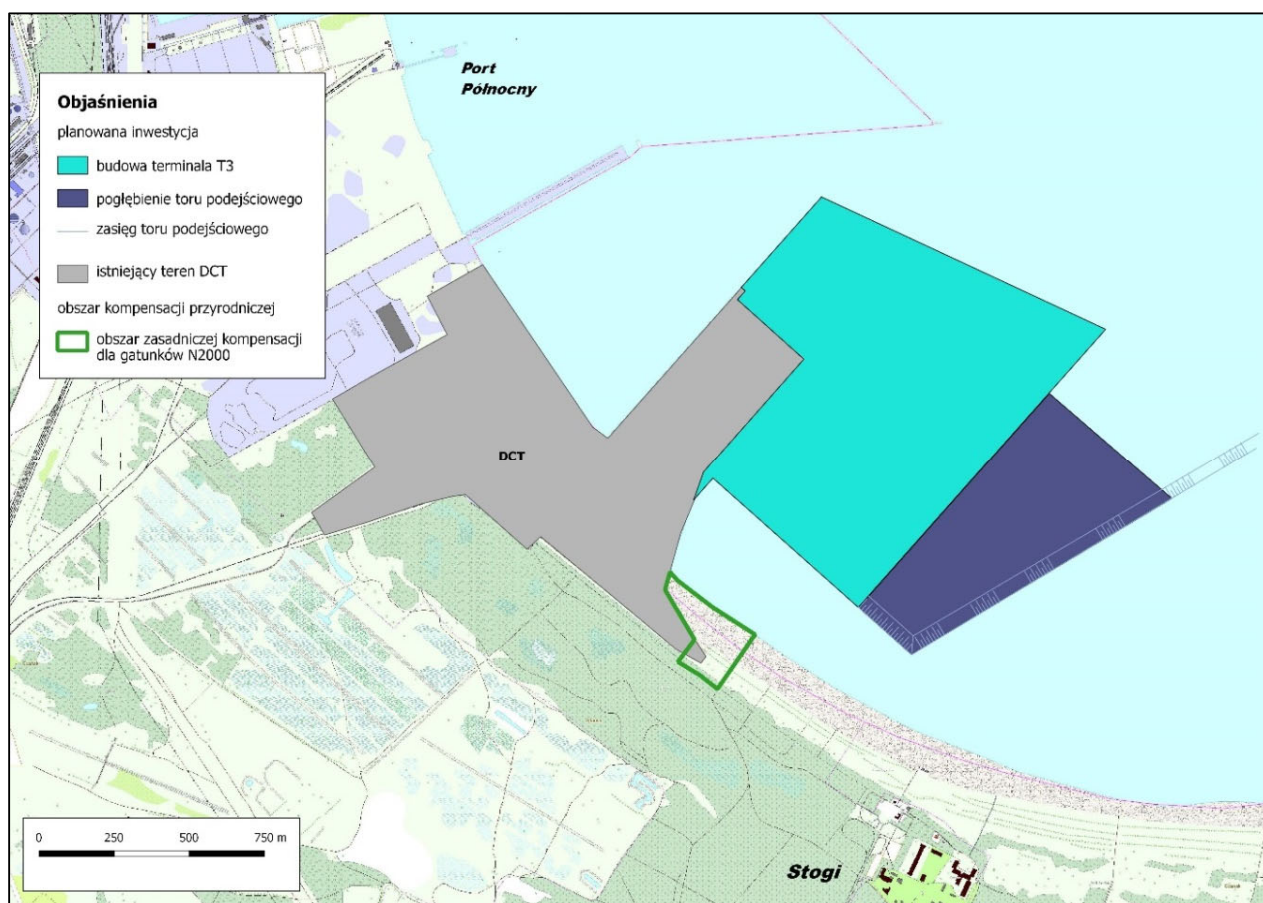 Port
Północny
Objaśnienia
planowana inwestycja
budowa terminala T3
pogłębienie toru podejściowego
zasięg toru podejściowego
istniejący teren DCT
obszar kompensacji przyrodniczej
obszar zasadniczej kompensacji
dla gatunków N2000
DCT
0 250 500 750 m
Stogi